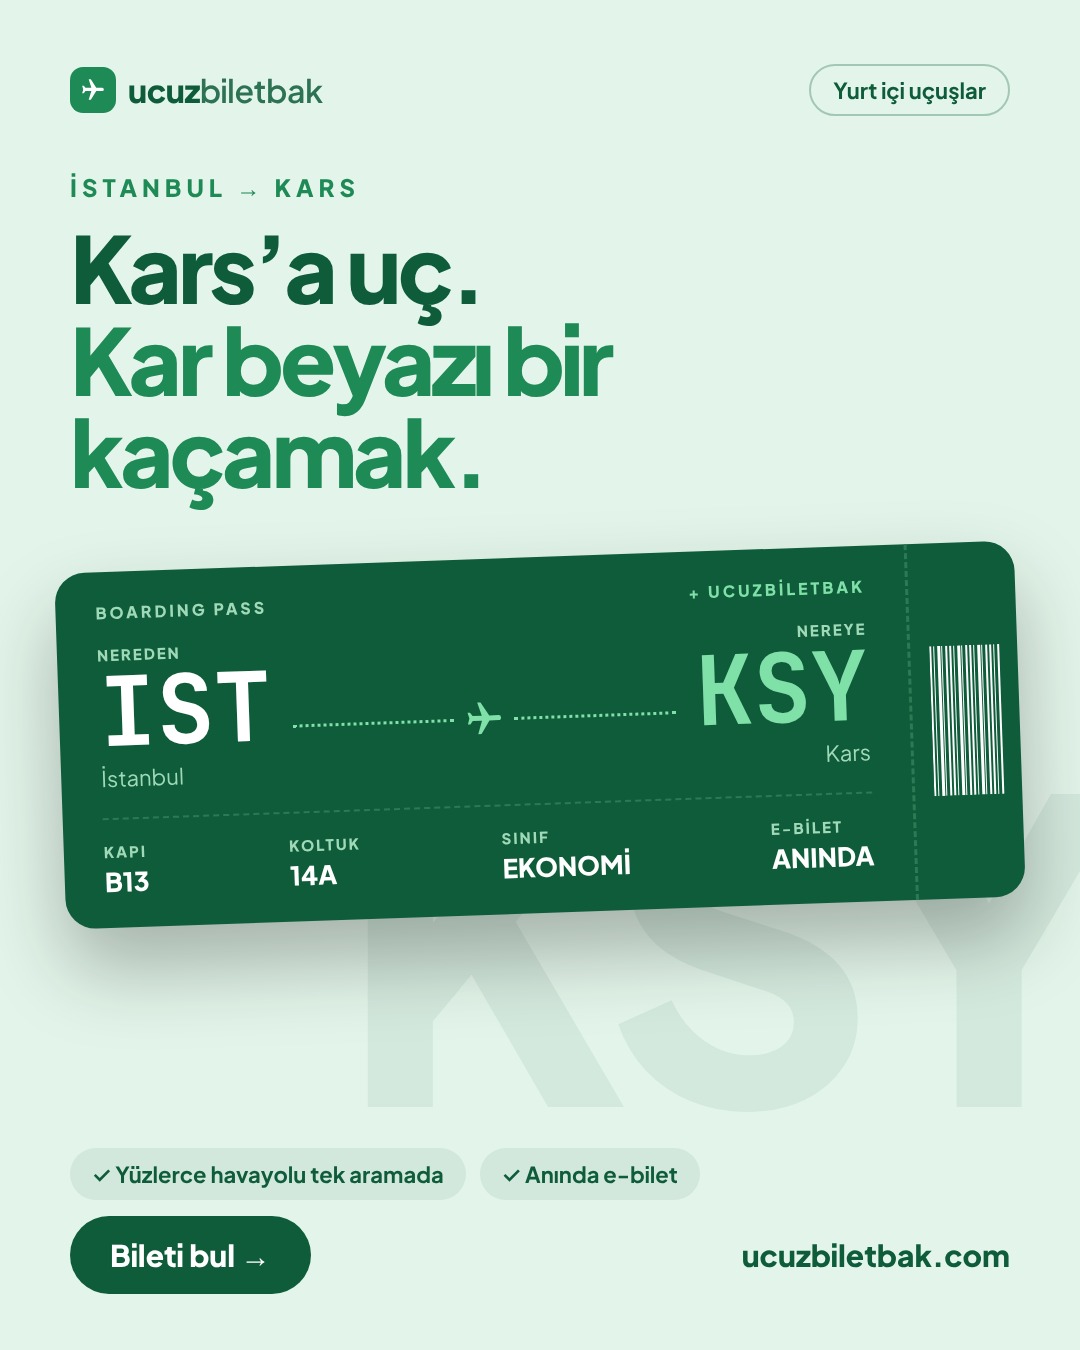 ucuzbiletbak
Yurt içi uçuşlar
İSTANBUL → KARS
Kars’a uç.
Kar beyazı bir
kaçamak.
BOARDING PASS
+ UCUZBİLETBAK
NEREDEN
NEREYE
IST
KSY
İstanbul
Kars
KAPI
KOLTUK
SINIF
E-BİLET
B13
14A
EKONOMİ
ANINDA
KSY
✓ Yüzlerce havayolu tek aramada
✓ Anında e-bilet
Bileti bul →
ucuzbiletbak.com